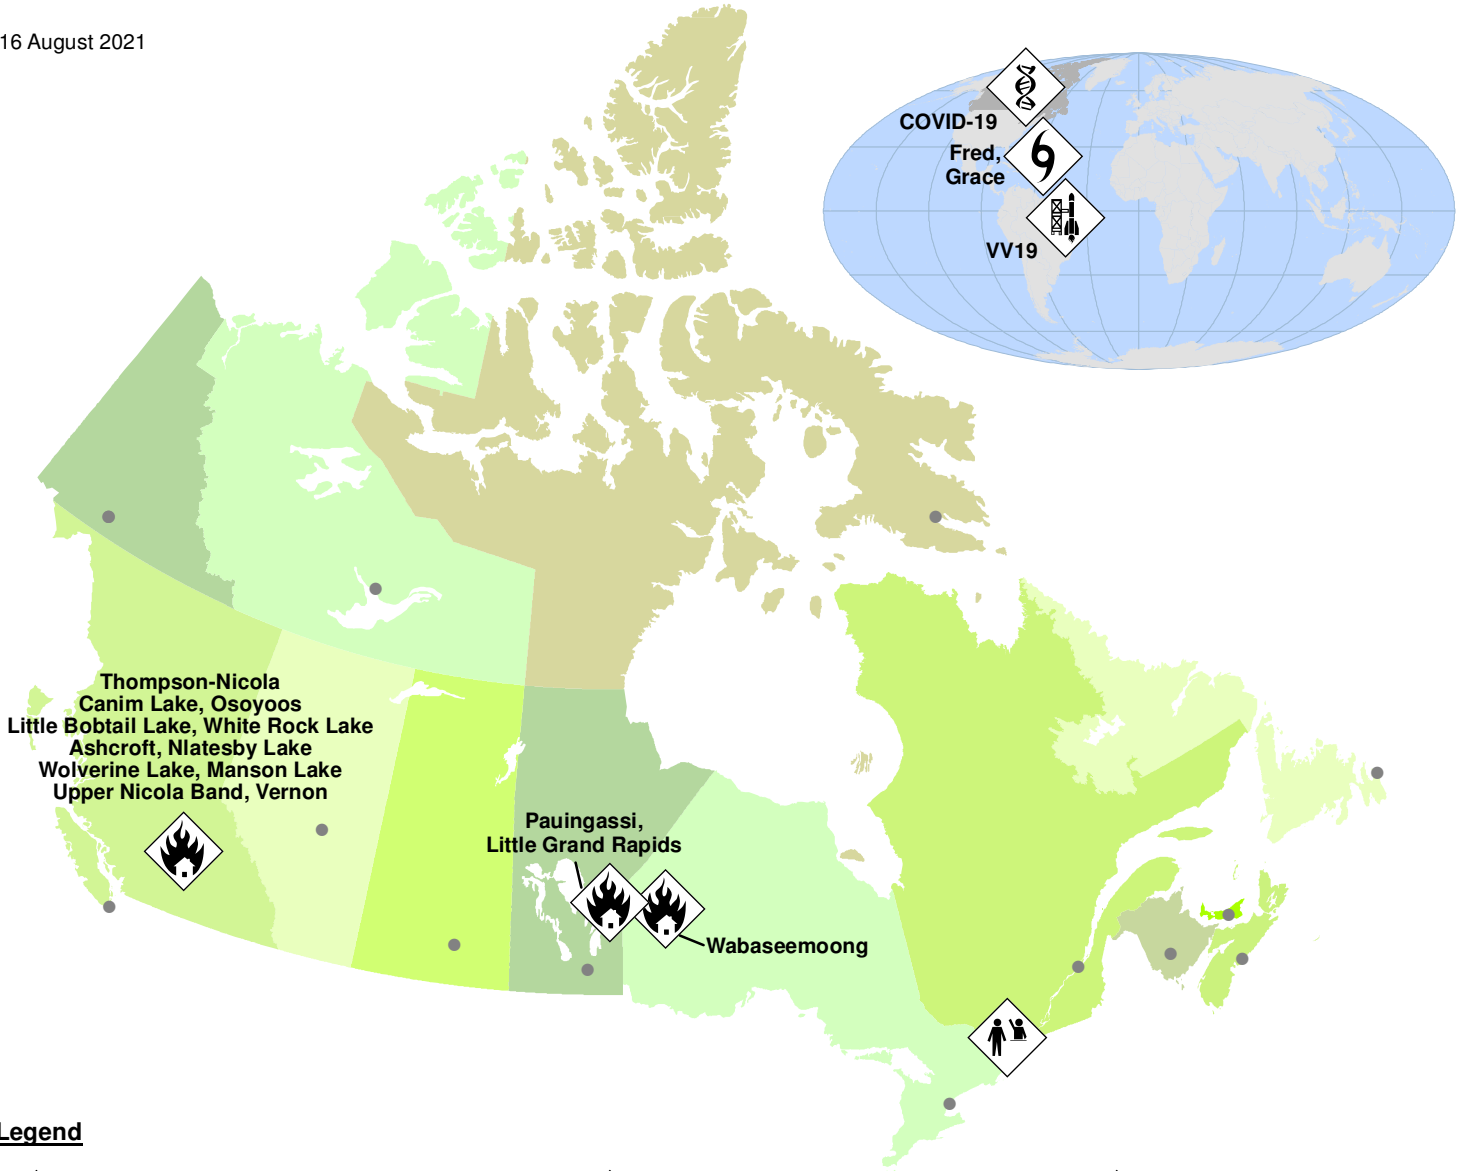 16 August 2021
COVID-19
Fred,
Grace
VV19
Thompson-Nicola
Canim Lake, Osoyoos
Little Bobtail Lake, White Rock Lake
Ashcroft, Nlatesby Lake
Wolverine Lake, Manson Lake
Upper Nicola Band, Vernon
Pauingassi,
Little Grand Rapids
Wabaseemoong
Legend